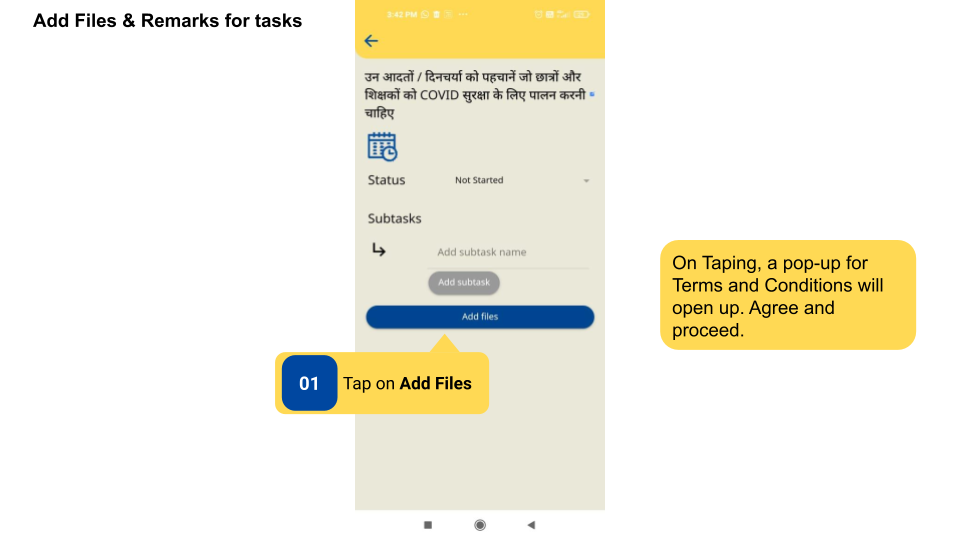 Add Files & Remarks for tasks
3:42 PM
उन आदतों / दिनचर्या को पहचानें जो छात्रों और
शिक्षकों को COVID सुरक्षा के लिए पालन करनी
चाहिए
Status
Not Started
Subtasks
Add subtask name
Add subtask
Add files
01
Tap on Add Files
On Taping, a pop-up for
Terms and Conditions will
open up. Agree and
proceed.